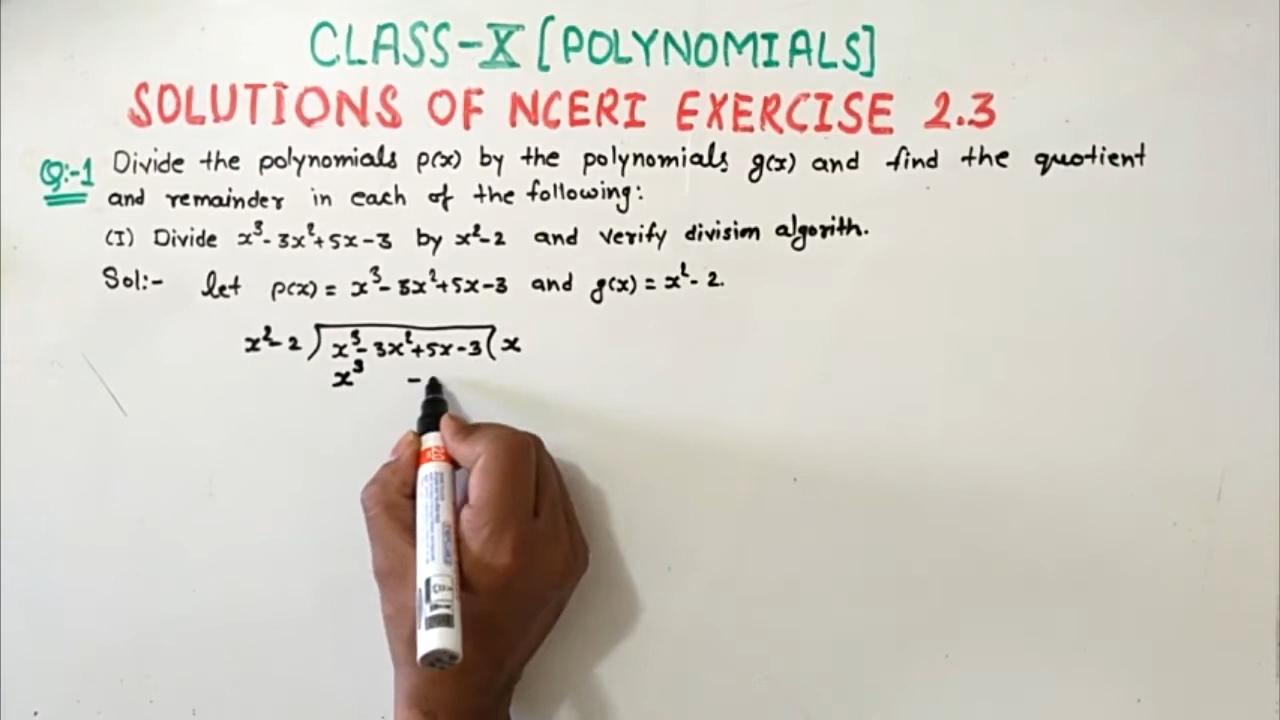 CLASS-X [POLYNOMIALS]
SOLUTIONS OF NCERI EXERCISE 2.3
Q:-1 Divide the polynomials p(x) by the polynomials g(x) and find the quotient
and remainder in each of the following:
(I) Divide x³- 3x²+5x-3 by x²-2 and verify division algorith.
Sol:- let p(x) = x³- 3x²+5x-3 and g(x) = x²- 2.
x²-2 ) x³- 3x²+5x-3 ( x
x³ -